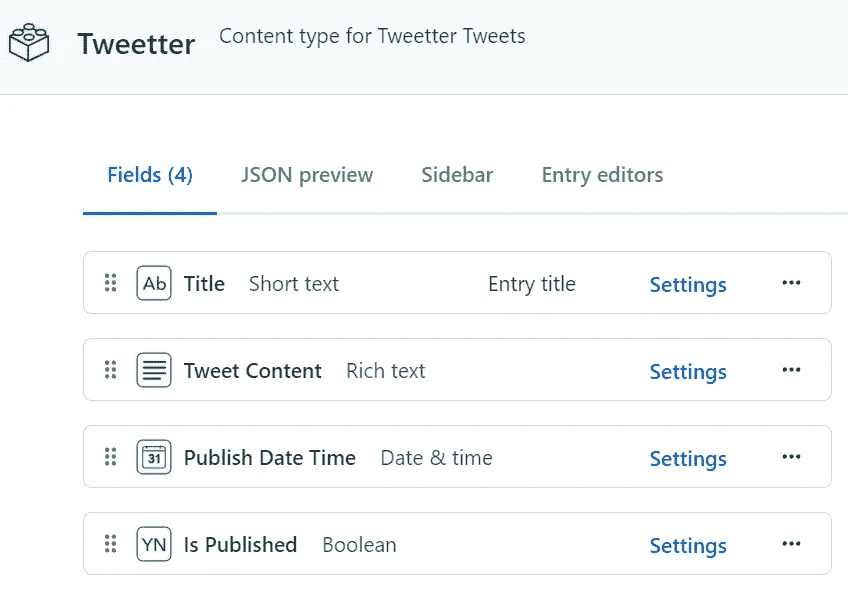 Tweetter Content type for Tweetter Tweets
Fields (4) JSON preview Sidebar Entry editors
Ab Title Short text Entry title Settings ...
Tweet Content Rich text Settings ...
31 Publish Date Time Date & time Settings ...
YN Is Published Boolean Settings ...